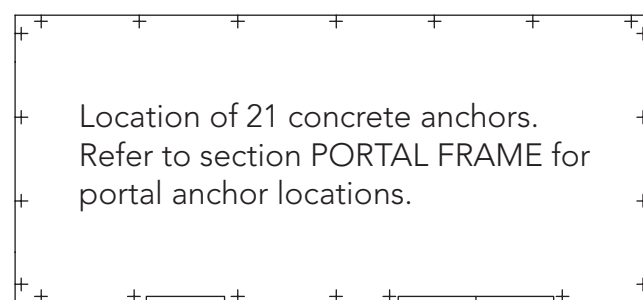 Location of 21 concrete anchors.
Refer to section PORTAL FRAME for
portal anchor locations.